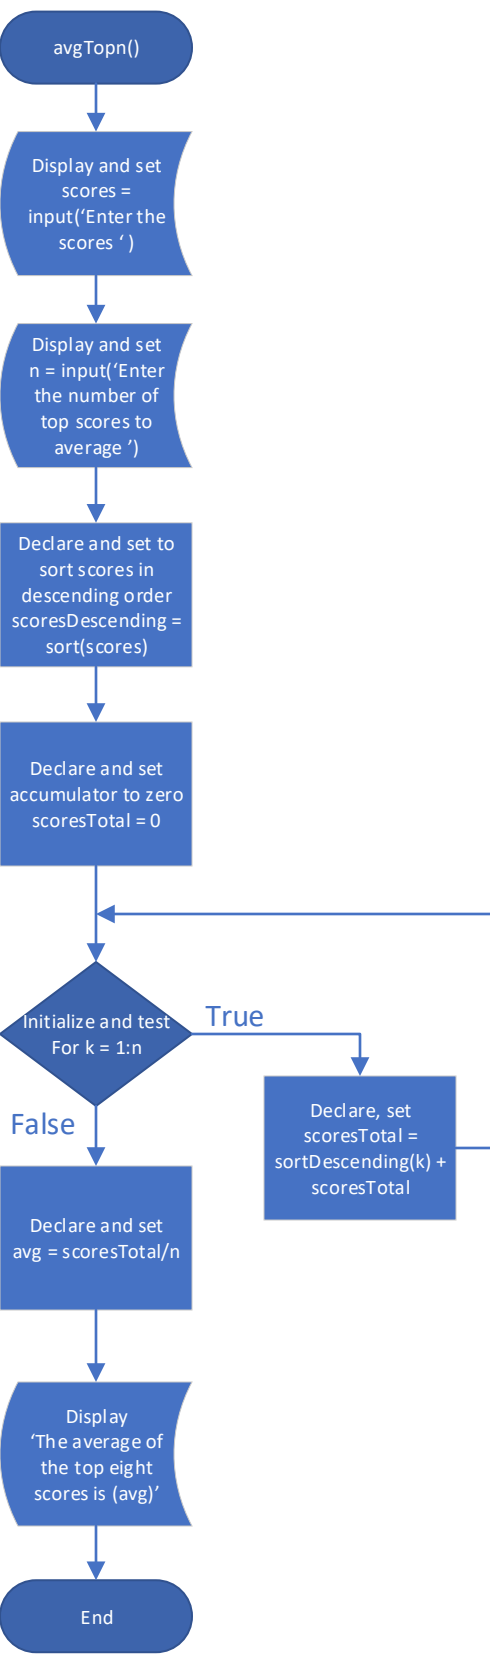 avgTopn()
Display and set
scores =
input(‘Enter the
scores ‘ )
Display and set
n = input(‘Enter
the number of
top scores to
average ’)
Declare and set to
sort scores in
descending order
scoresDescending =
sort(scores)
Declare and set
accumulator to zero
scoresTotal = 0
Initialize and test
For k = 1:n
True
Declare, set
scoresTotal =
sortDescending(k) +
scoresTotal
False
Declare and set
avg = scoresTotal/n
Display
‘The average of
the top eight
scores is (avg)’
End